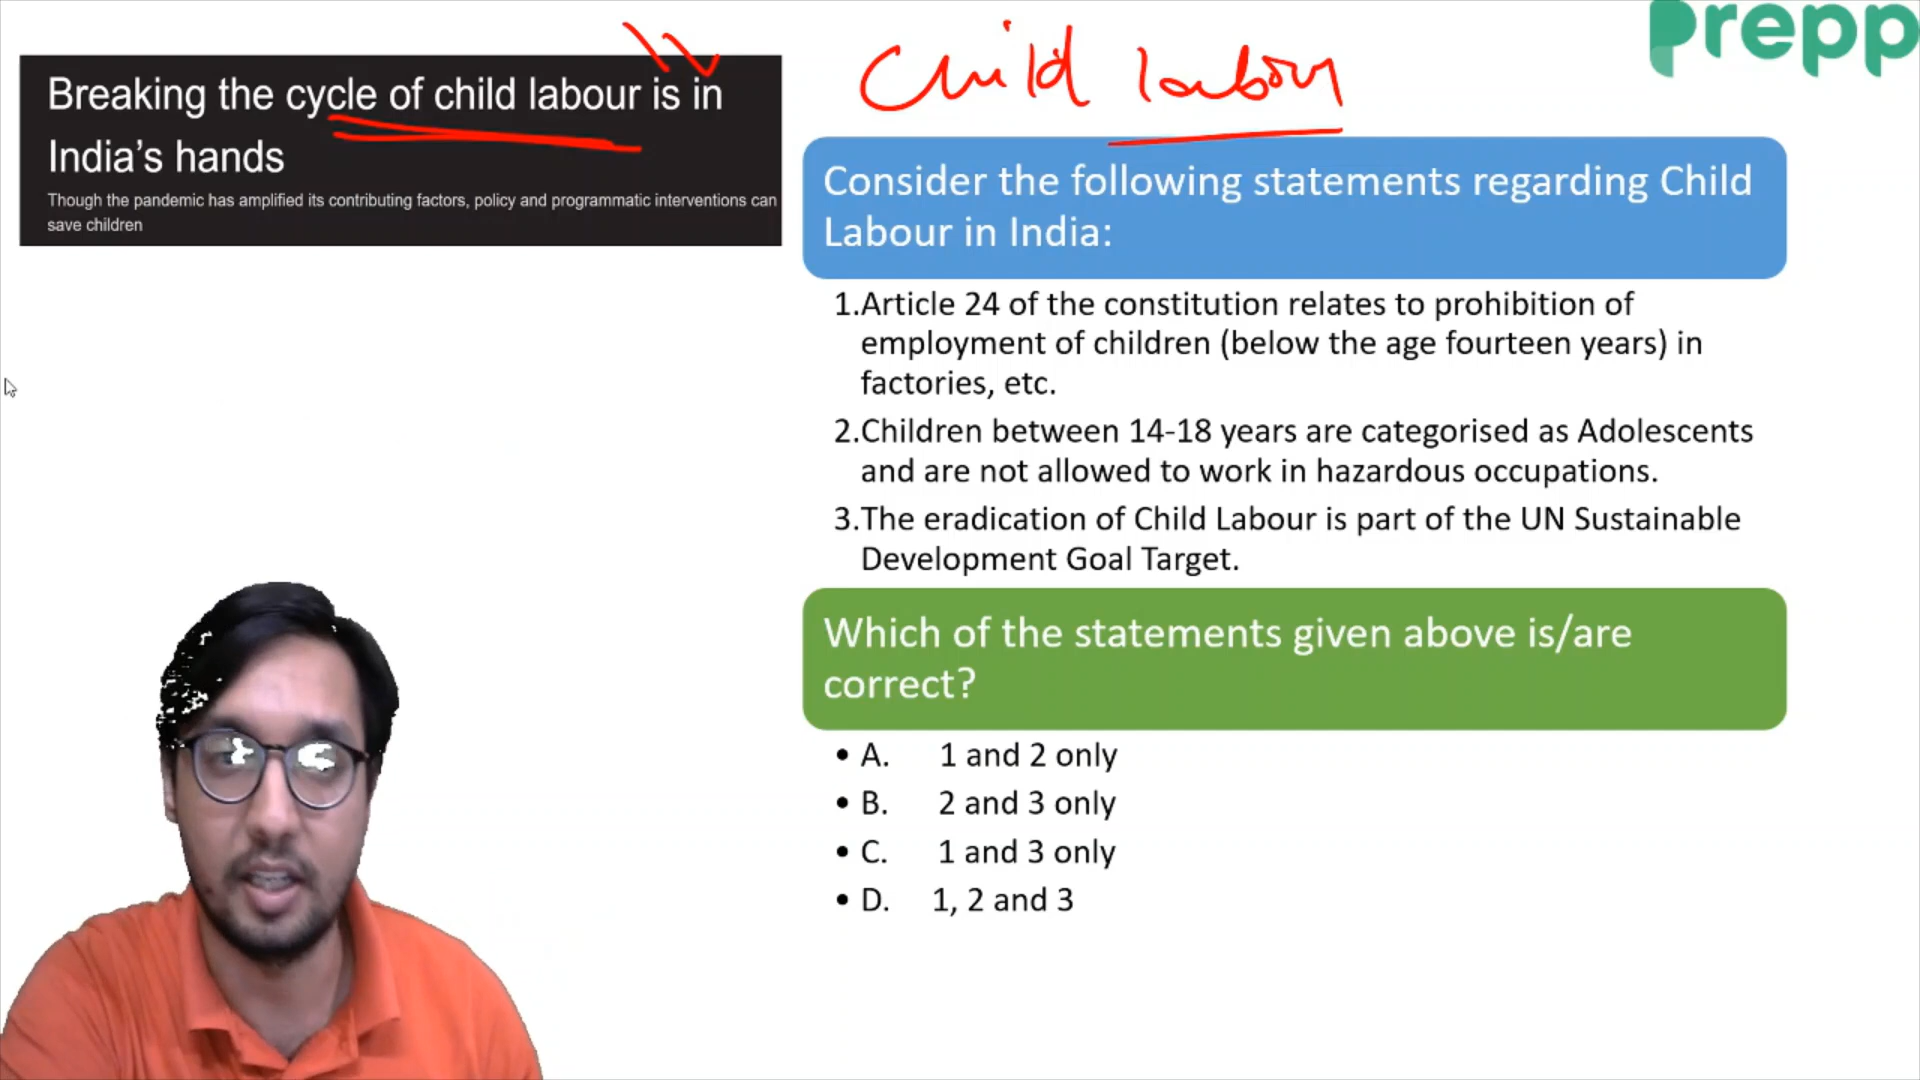 prepp
Child labour
Breaking the cycle of child labour is in
India’s hands
Though the pandemic has amplified its contributing factors, policy and programmatic interventions can
save children
Consider the following statements regarding Child
Labour in India:
1.Article 24 of the constitution relates to prohibition of
employment of children (below the age fourteen years) in
factories, etc.
2.Children between 14-18 years are categorised as Adolescents
and are not allowed to work in hazardous occupations.
3.The eradication of Child Labour is part of the UN Sustainable
Development Goal Target.
Which of the statements given above is/are
correct?
• A. 1 and 2 only
• B. 2 and 3 only
• C. 1 and 3 only
• D. 1, 2 and 3